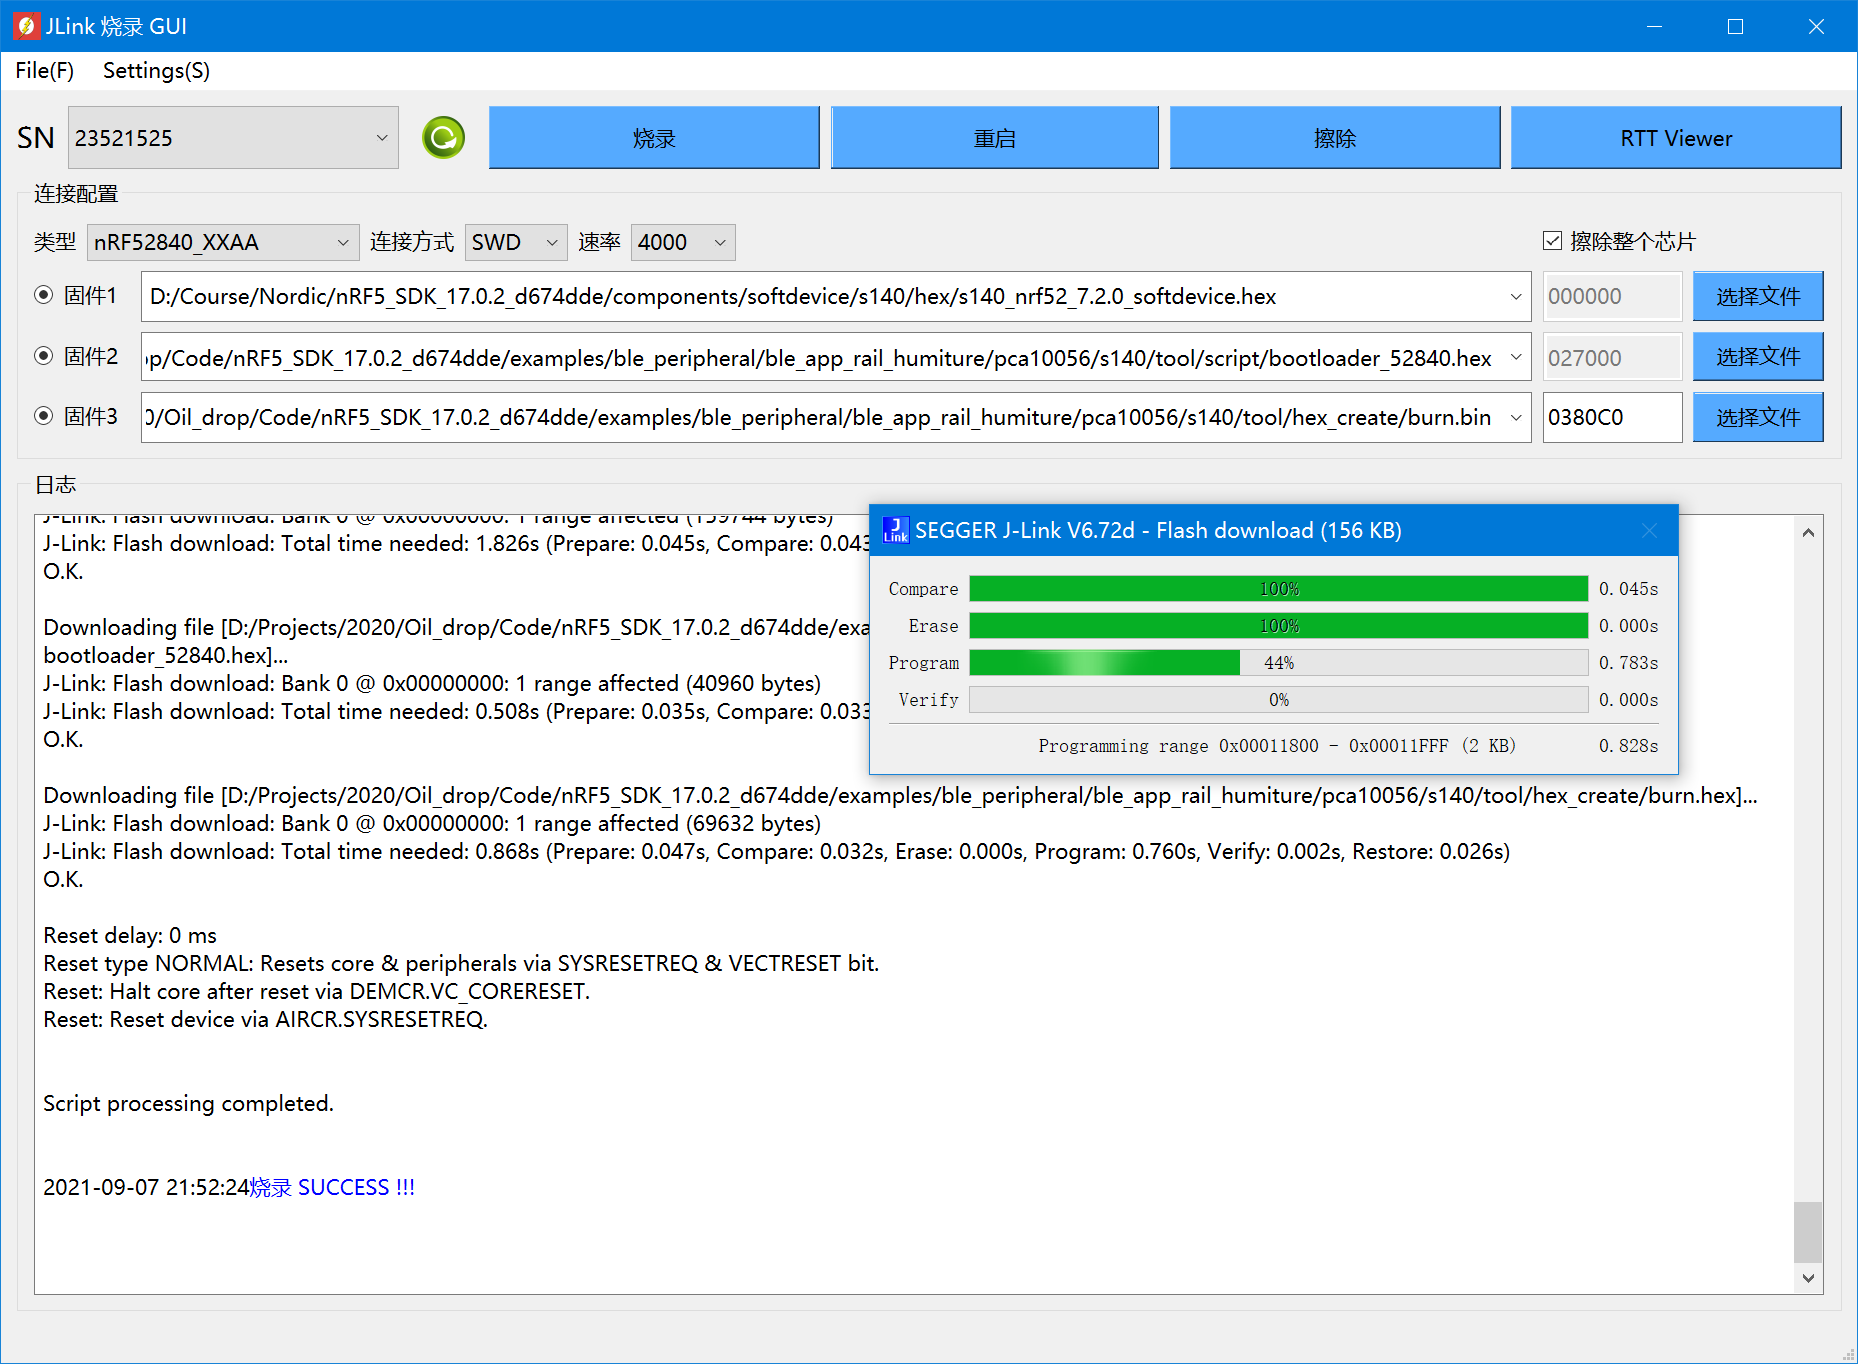 JLink 烧录 GUI
File(F) Settings(S)
SN 23521525 烧录 重启 擦除 RTT Viewer
连接配置
类型 nRF52840_XXAA 连接方式 SWD 速率 4000 擦除整个芯片
固件1 D:/Course/Nordic/nRF5_SDK_17.0.2_d674dde/components/softdevice/s140/hex/s140_nrf52_7.2.0_softdevice.hex 000000 选择文件
固件2 p/Code/nRF5_SDK_17.0.2_d674dde/examples/ble_peripheral/ble_app_rail_humiture/pca10056/s140/tool/script/bootloader_52840.hex 027000 选择文件
固件3 0/Oil_drop/Code/nRF5_SDK_17.0.2_d674dde/examples/ble_peripheral/ble_app_rail_humiture/pca10056/s140/tool/hex_create/burn.bin 0380C0 选择文件
日志
J-Link: Flash download: Bank 0 @ 0x00000000: 1 range affected (159744 bytes)
J-Link: Flash download: Total time needed: 1.826s (Prepare: 0.045s, Compare: 0.043
O.K.
Downloading file [D:/Projects/2020/Oil_drop/Code/nRF5_SDK_17.0.2_d674dde/exa
bootloader_52840.hex]...
J-Link: Flash download: Bank 0 @ 0x00000000: 1 range affected (40960 bytes)
J-Link: Flash download: Total time needed: 0.508s (Prepare: 0.035s, Compare: 0.033
O.K.
J Link SEGGER J-Link V6.72d - Flash download (156 KB)
Compare 100% 0.045s
Erase 100% 0.000s
Program 44% 0.783s
Verify 0% 0.000s
Programming range 0x00011800 - 0x00011FFF (2 KB) 0.828s
Downloading file [D:/Projects/2020/Oil_drop/Code/nRF5_SDK_17.0.2_d674dde/examples/ble_peripheral/ble_app_rail_humiture/pca10056/s140/tool/hex_create/burn.hex]...
J-Link: Flash download: Bank 0 @ 0x00000000: 1 range affected (69632 bytes)
J-Link: Flash download: Total time needed: 0.868s (Prepare: 0.047s, Compare: 0.032s, Erase: 0.000s, Program: 0.760s, Verify: 0.002s, Restore: 0.026s)
O.K.
Reset delay: 0 ms
Reset type NORMAL: Resets core & peripherals via SYSRESETREQ & VECTRESET bit.
Reset: Halt core after reset via DEMCR.VC_CORERESET.
Reset: Reset device via AIRCR.SYSRESETREQ.
Script processing completed.
2021-09-07 21:52:24烧录 SUCCESS !!!